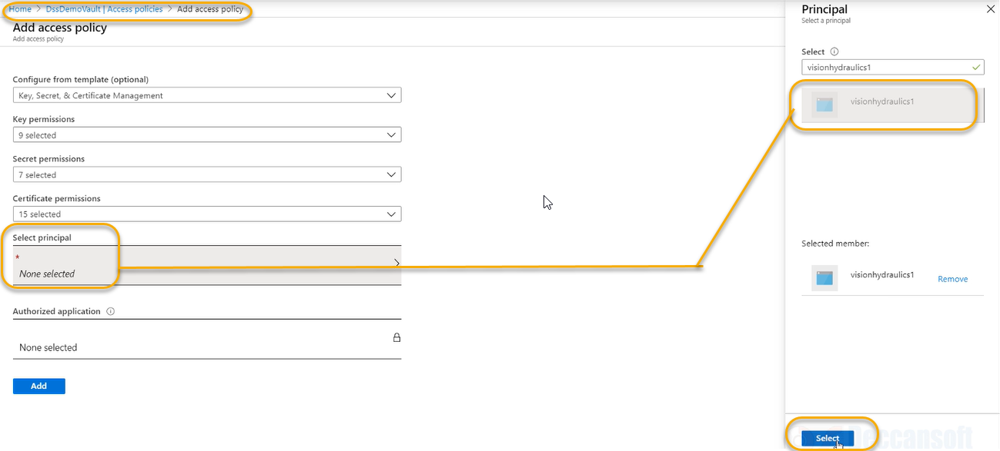 Home > DssDemoVault | Access policies > Add access policy
Add access policy
Add access policy
Configure from template (optional)
Key, Secret, & Certificate Management
Key permissions
9 selected
Secret permissions
7 selected
Certificate permissions
15 selected
Select principal
*
None selected
Authorized application
None selected
Add
Principal
Select a principal
Select
visionhydraulics1
visionhydraulics1
Selected member:
visionhydraulics1
Remove
Select
Deccansoft